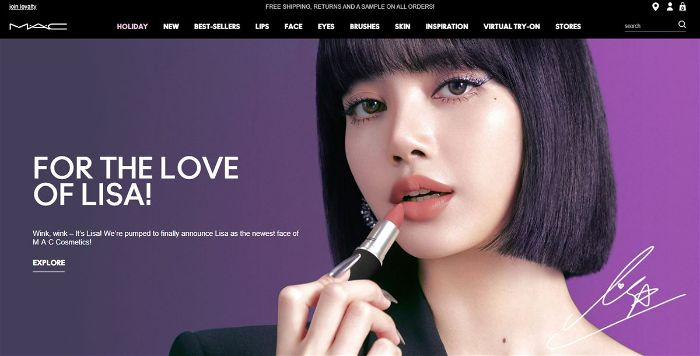 join loyalty
FREE SHIPPING, RETURNS AND A SAMPLE ON ALL ORDERS!
MAC
HOLIDAY NEW BEST-SELLERS LIPS FACE EYES BRUSHES SKIN INSPIRATION VIRTUAL TRY-ON STORES
search
FOR THE LOVE
OF LISA!
Wink, wink – It's Lisa! We're pumped to finally announce Lisa as the newest face of
M A C Cosmetics!
EXPLORE
Lisa